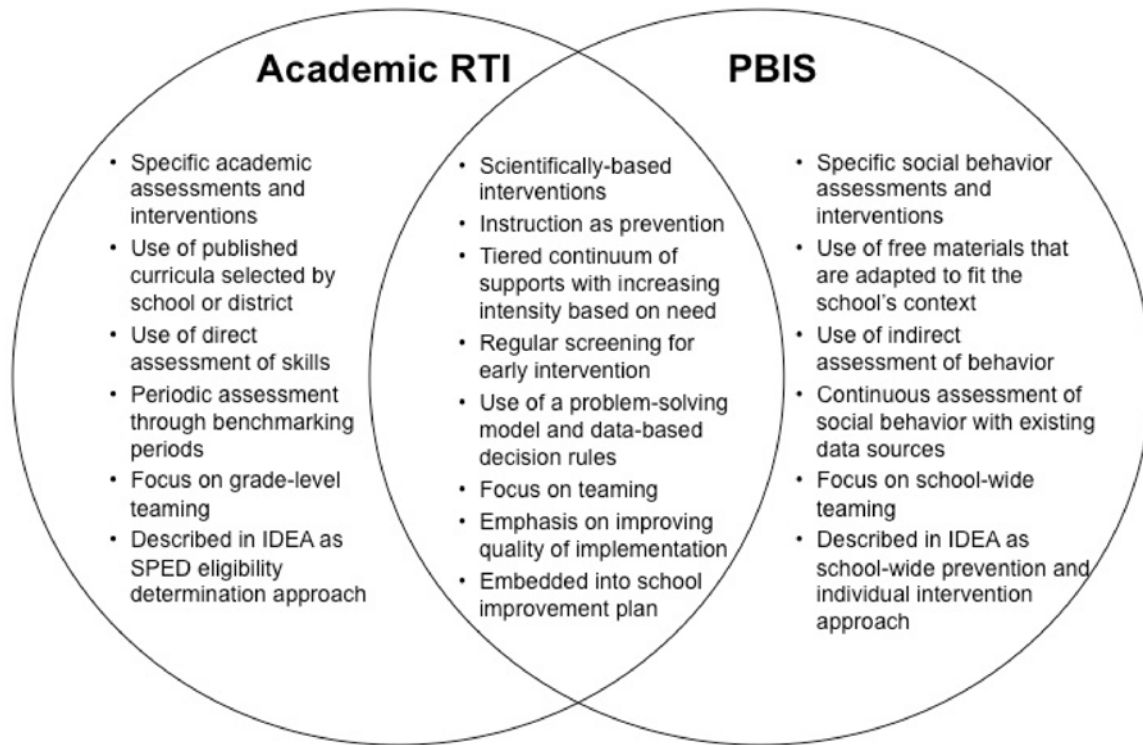 Academic RTI
PBIS
• Specific academic
assessments and
interventions
• Use of published
curricula selected by
school or district
• Use of direct
assessment of skills
• Periodic assessment
through benchmarking
periods
• Focus on grade-level
teaming
• Described in IDEA as
SPED eligibility
determination approach
• Scientifically-based
interventions
• Instruction as prevention
• Tiered continuum of
supports with increasing
intensity based on need
• Regular screening for
early intervention
• Use of a problem-solving
model and data-based
decision rules
• Focus on teaming
• Emphasis on improving
quality of implementation
• Embedded into school
improvement plan
• Specific social behavior
assessments and
interventions
• Use of free materials that
are adapted to fit the
school's context
• Use of indirect
assessment of behavior
• Continuous assessment of
social behavior with existing
data sources
• Focus on school-wide
teaming
• Described in IDEA as
school-wide prevention and
individual intervention
approach